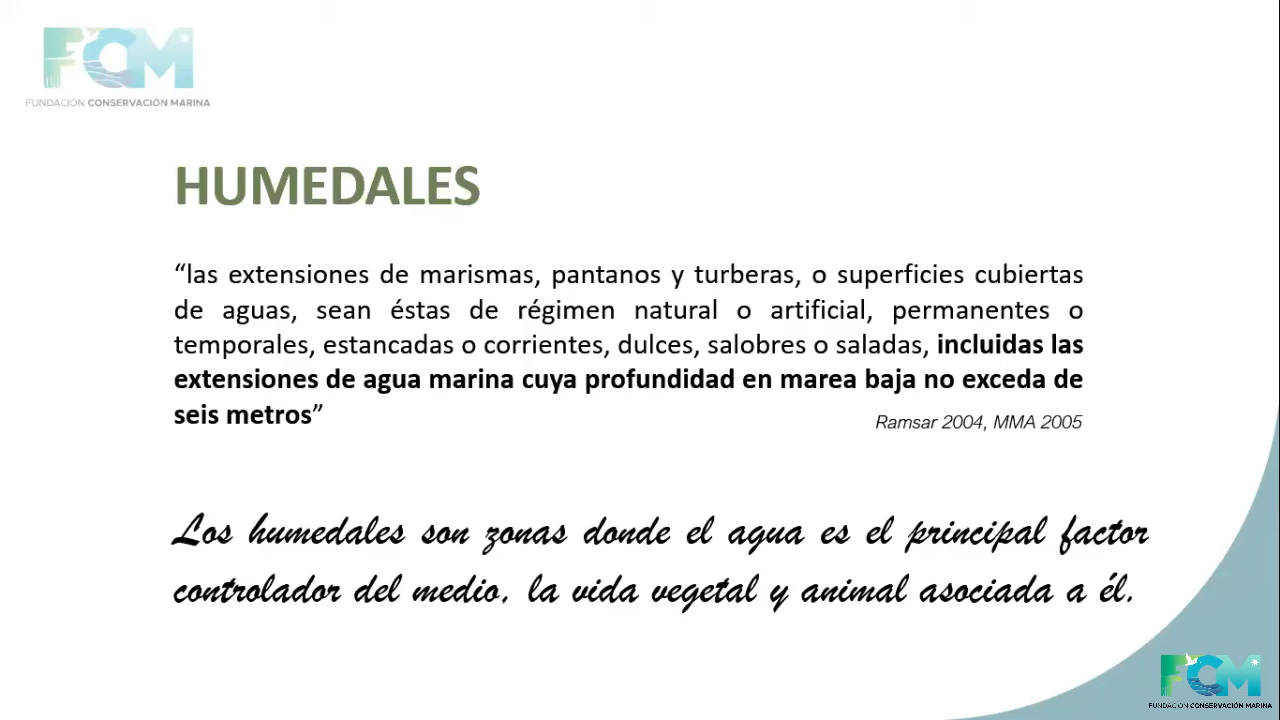 FCM
FUNDACIÓN CONSERVACIÓN MARINA
HUMEDALES
“las extensiones de marismas, pantanos y turberas, o superficies cubiertas
de aguas, sean éstas de régimen natural o artificial, permanentes o
temporales, estancadas o corrientes, dulces, salobres o saladas, incluidas las
extensiones de agua marina cuya profundidad en marea baja no exceda de
seis metros”
Ramsar 2004, MMA 2005
Los humedales son zonas donde el agua es el principal factor
controlador del medio, la vida vegetal y animal asociada a él.
FCM
FUNDACIÓN CONSERVACIÓN MARINA